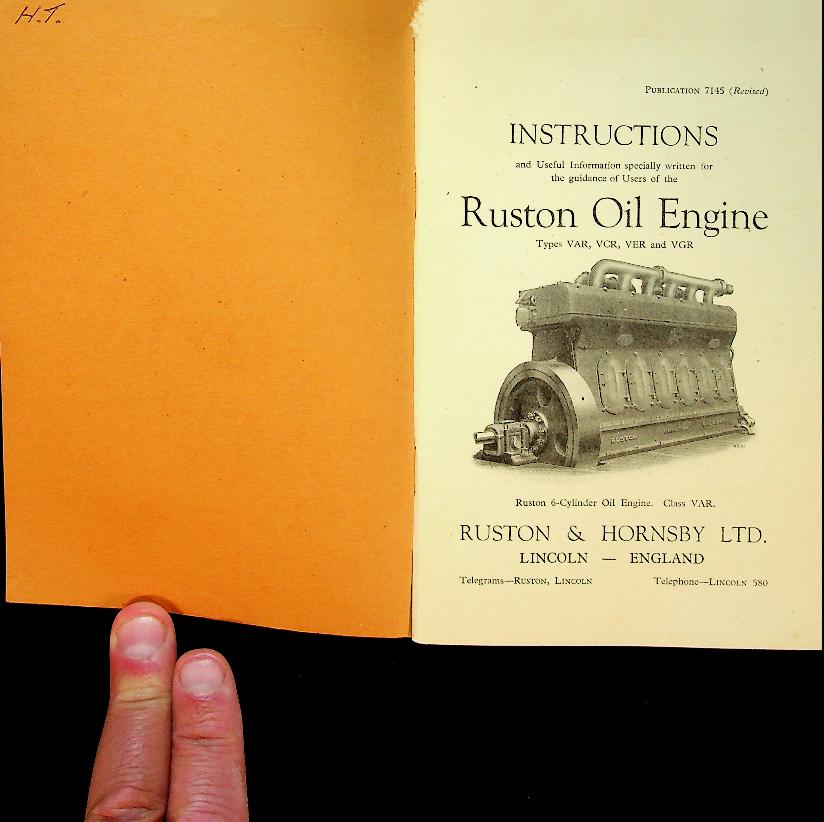 H.T.
PUBLICATION 7145 (Revised)
INSTRUCTIONS
and Useful Information specially written for
the guidance of Users of the
Ruston Oil Engine
Types VAR, VCR, VER and VGR
RUSTON
Ruston 6-Cylinder Oil Engine. Class VAR.
RUSTON & HORNSBY LTD.
LINCOLN — ENGLAND
Telegrams—RUSTON, LINCOLN Telephone—LINCOLN 580